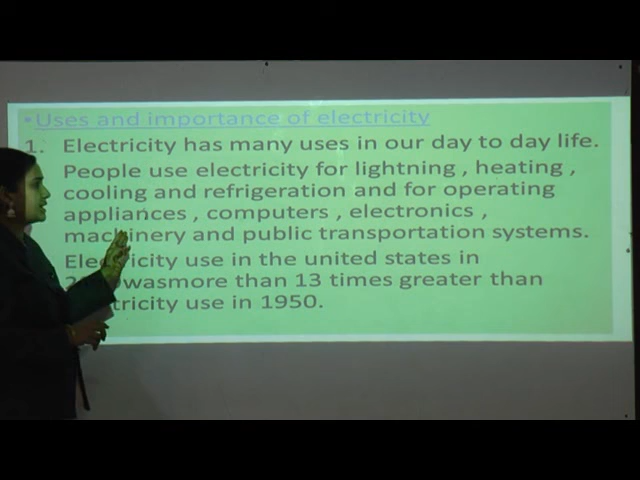 •Uses and importance of electricity
1. Electricity has many uses in our day to day life.
People use electricity for lightning , heating ,
cooling and refrigeration and for operating
appliances , computers , electronics ,
machinery and public transportation systems.
Electricity use in the united states in
wasmore than 13 times greater than
electricity use in 1950.